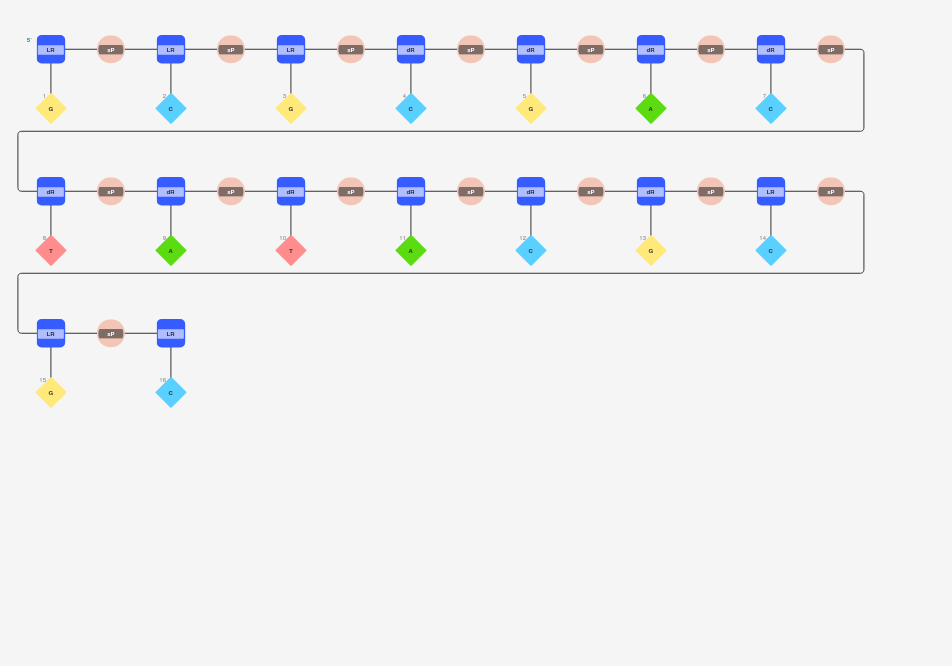 5'
LR sP LR sP LR sP dR sP dR sP dR sP dR sP
1 2 3 4 5 6 7
G C G C G A C
dR sP dR sP dR sP dR sP dR sP dR sP LR sP
8 9 10 11 12 13 14
T A T A C G C
LR sP LR
15 16
G C